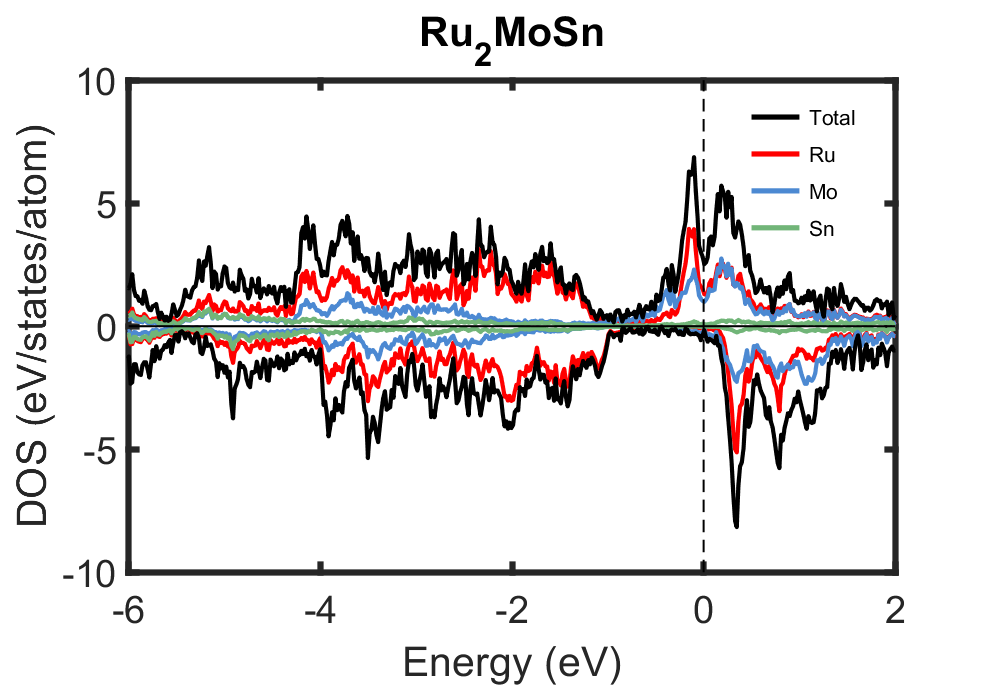 Ru₂MoSn
10
5
0
-5
-10
DOS (eV/states/atom)
Total
Ru
Mo
Sn
-6
-4
-2
0
2
Energy (eV)